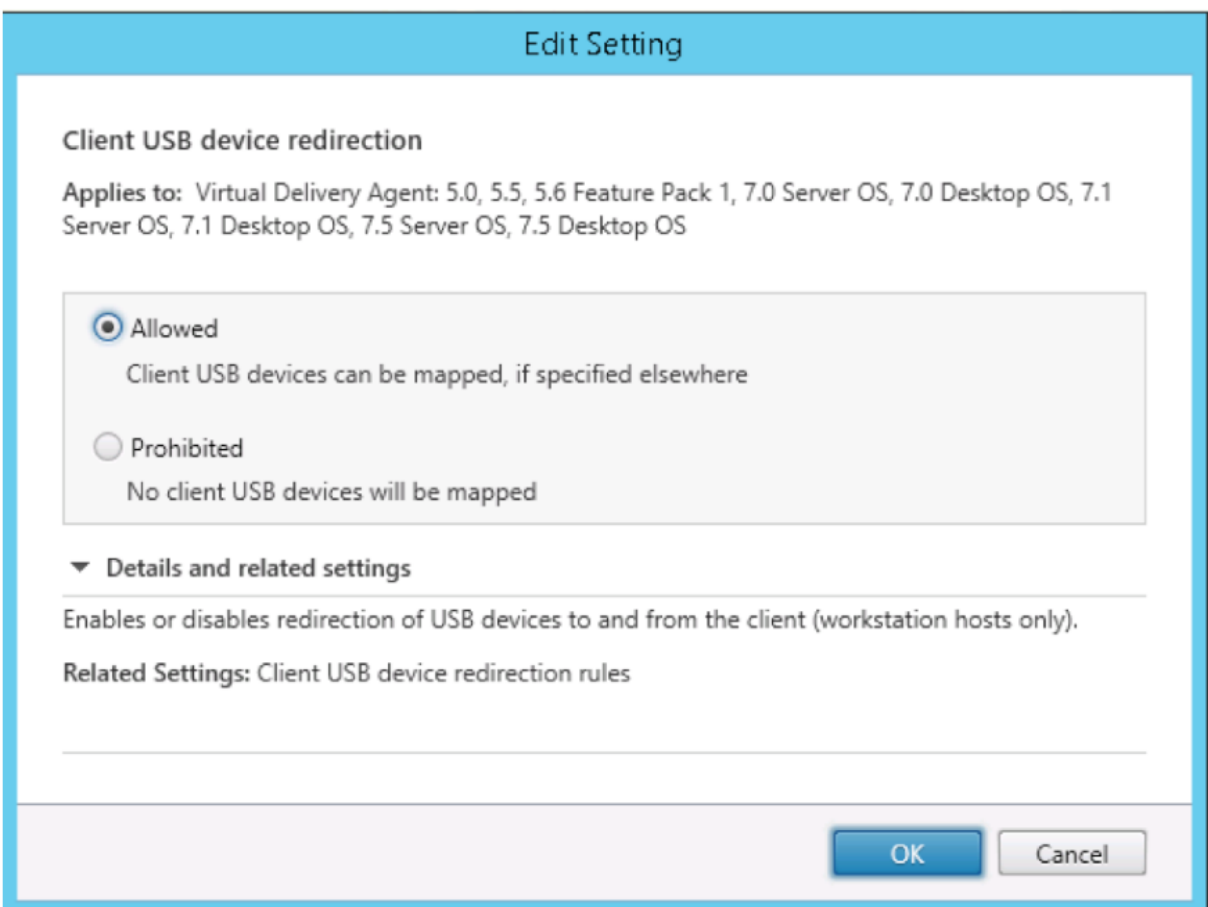 Edit Setting
Client USB device redirection
Applies to: Virtual Delivery Agent: 5.0, 5.5, 5.6 Feature Pack 1, 7.0 Server OS, 7.0 Desktop OS, 7.1
Server OS, 7.1 Desktop OS, 7.5 Server OS, 7.5 Desktop OS
Allowed
Client USB devices can be mapped, if specified elsewhere
Prohibited
No client USB devices will be mapped
Details and related settings
Enables or disables redirection of USB devices to and from the client (workstation hosts only).
Related Settings: Client USB device redirection rules
OK
Cancel